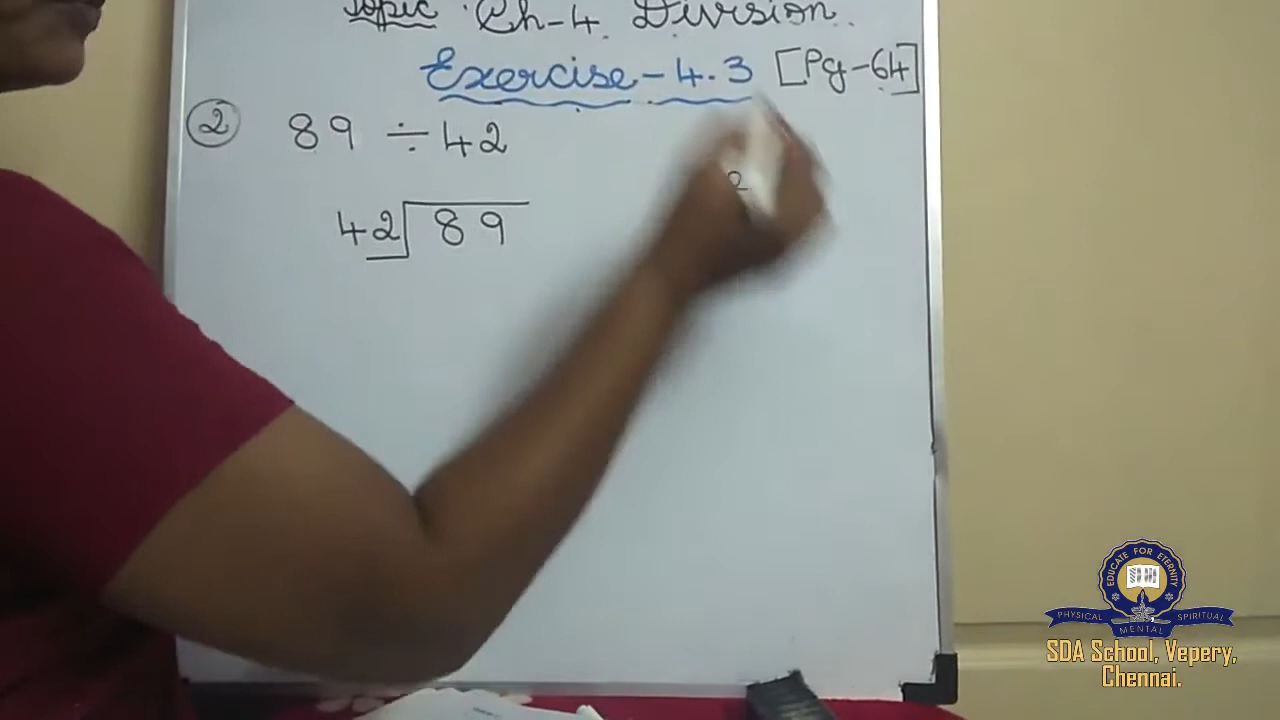 Topic : Ch-4. Division.
Exercise - 4.3 [Pg-64]
2 89 ÷ 42
2
42 89
EDUCATE FOR ETERNITY
PHYSICAL MENTAL SPIRITUAL
SDA School, Vepery,
Chennai.